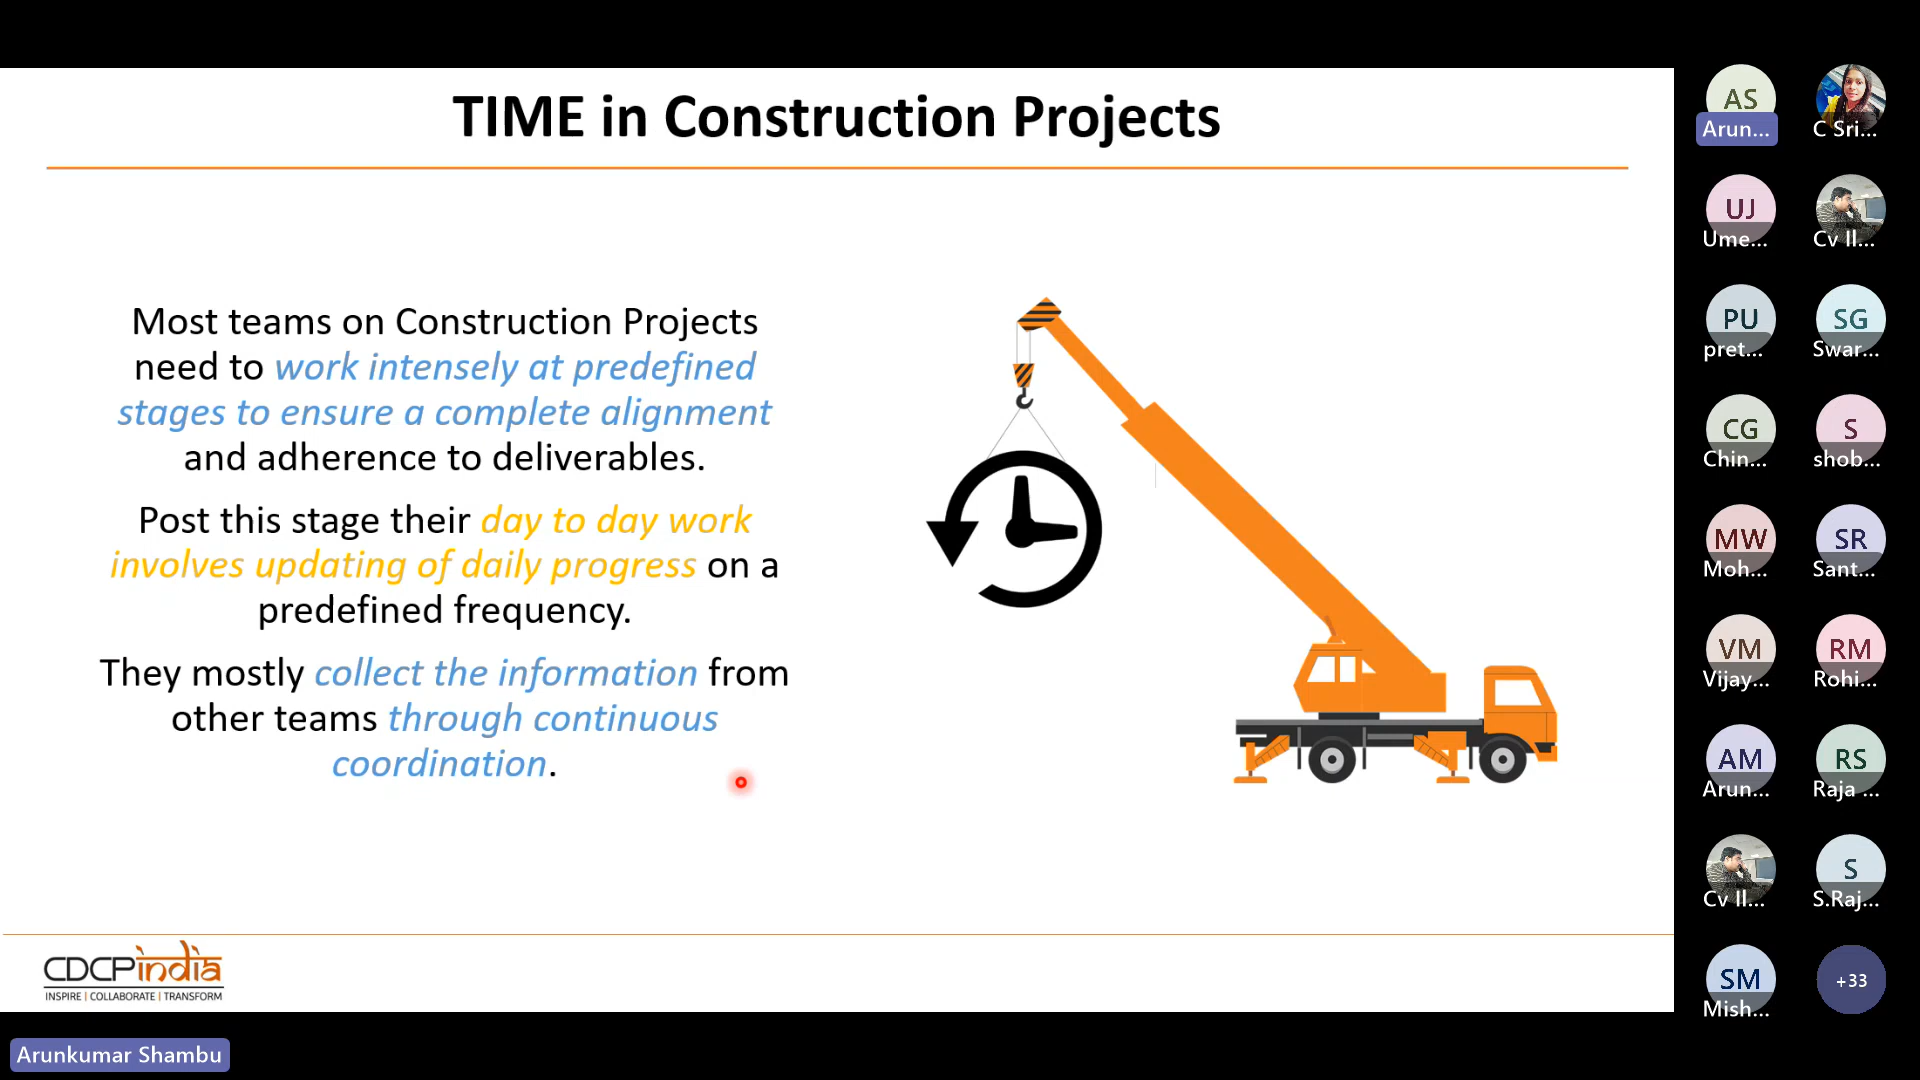 TIME in Construction Projects
Most teams on Construction Projects
need to work intensely at predefined
stages to ensure a complete alignment
and adherence to deliverables.
Post this stage their day to day work
involves updating of daily progress on a
predefined frequency.
They mostly collect the information from
other teams through continuous
coordination.
CDCPindia
INSPIRE | COLLABORATE | TRANSFORM
Arunkumar Shambu
AS
Arun...
C Sri...
UJ
Ume...
Cv Il...
PU
pret...
SG
Swar...
CG
Chin...
S
shob...
MW
Moh...
SR
Sant...
VM
Vijay...
RM
Rohi...
AM
Arun...
RS
Raja ...
Cv Il...
S
S.Raj...
SM
Mish...
+33